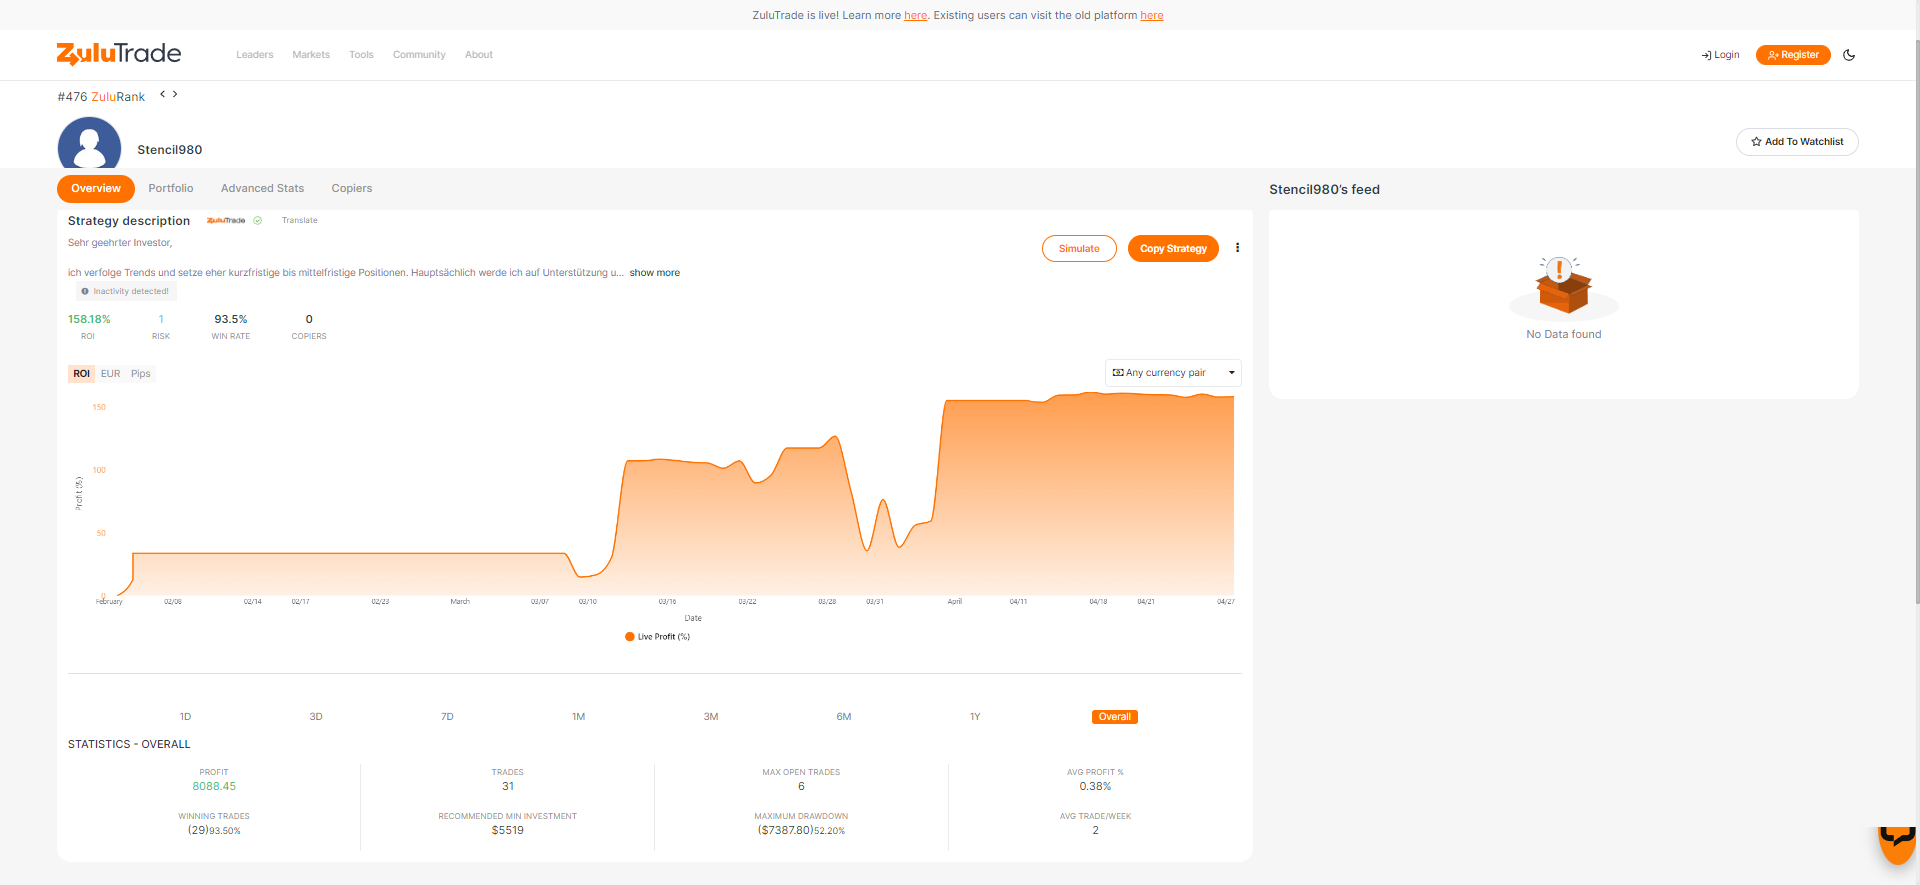 ZuluTrade is live! Learn more here. Existing users can visit the old platform here
ZuluTrade
Leaders Markets Tools Community About
Login Register
#476 ZuluRank
Stencil980
Add To Watchlist
Overview Portfolio Advanced Stats Copiers
Stencil980's feed
Strategy description ZuluTrade Translate
Sehr geehrter Investor,
Simulate Copy Strategy
ich verfolge Trends und setze eher kurzfristige bis mittelfristige Positionen. Hauptsächlich werde ich auf Unterstützung u... show more
Inactivity detected!
158.18% 1 93.5% 0
ROI RISK WIN RATE COPIERS
No Data found
ROI EUR Pips
Any currency pair
150
100
50
0
Profit (%)
February 02/08 02/14 02/17 02/23 March 03/07 03/10 03/16 03/22 03/28 03/31 April 04/11 04/18 04/21 04/27
Date
Live Profit (%)
1D 3D 7D 1M 3M 6M 1Y Overall
STATISTICS - OVERALL
PROFIT TRADES MAX OPEN TRADES AVG PROFIT %
8088.45 31 6 0.38%
WINNING TRADES RECOMMENDED MIN INVESTMENT MAXIMUM DRAWDOWN AVG TRADE/WEEK
(29)93.50% $5519 ($7387.80)52.20% 2